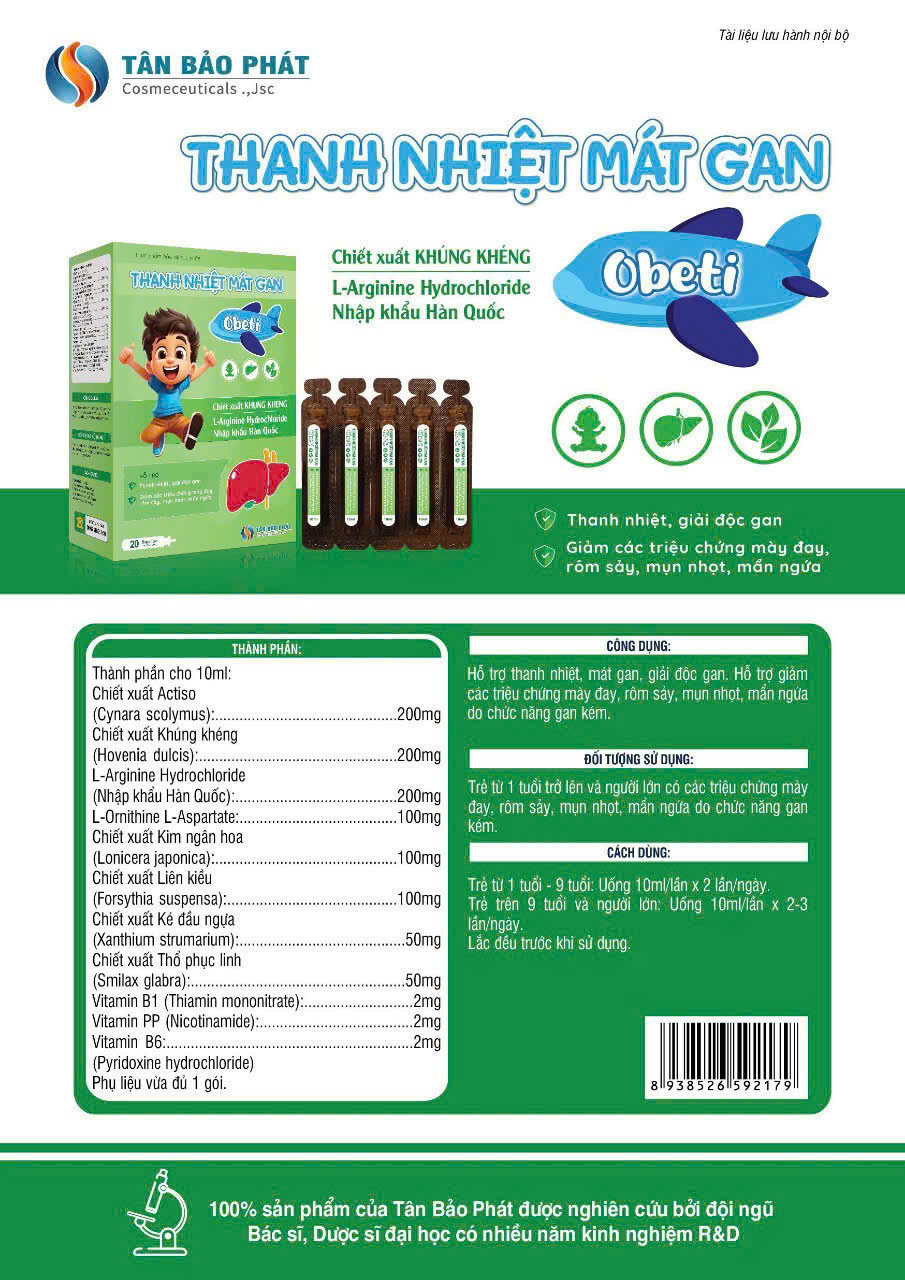 Tài liệu lưu hành nội bộ
TÂN BẢO PHÁT
Cosmeceuticals .,Jsc
THANH NHIỆT MÁT GAN
Chiết xuất KHÚNG KHÉNG
L-Arginine Hydrochloride
Nhập khẩu Hàn Quốc
Obeti
THANH NHIỆT MÁT GAN
Obeti
Chiết xuất KHÚNG KHÉNG
L-Arginine Hydrochloride
Nhập khẩu Hàn Quốc
HỖ TRỢ
Thanh nhiệt, giải độc gan
TÂN BẢO PHÁT
20
Thanh nhiệt, giải độc gan
Giảm các triệu chứng mày đay,
rôm sảy, mụn nhọt, mẩn ngứa
THÀNH PHẦN:
Thành phần cho 10ml:
Chiết xuất Actiso
(Cynara scolymus):............................................200mg
Chiết xuất Khúng khéng
(Hovenia dulcis):................................................200mg
L-Arginine Hydrochloride
(Nhập khẩu Hàn Quốc):.......................................200mg
L-Ornithine L-Aspartate:......................................100mg
Chiết xuất Kim ngân hoa
(Lonicera japonica):............................................100mg
Chiết xuất Liên kiều
(Forsythia suspensa):.........................................100mg
Chiết xuất Ké đầu ngựa
(Xanthium strumarium):........................................50mg
Chiết xuất Thổ phục linh
(Smilax glabra):....................................................50mg
Vitamin B1 (Thiamin mononitrate):..........................2mg
Vitamin PP (Nicotinamide):.....................................2mg
Vitamin B6:............................................................2mg
(Pyridoxine hydrochloride)
Phụ liệu vừa đủ 1 gói.
CÔNG DỤNG:
Hỗ trợ thanh nhiệt, mát gan, giải độc gan. Hỗ trợ giảm
các triệu chứng mày đay, rôm sảy, mụn nhọt, mẩn ngứa
do chức năng gan kém.
ĐỐI TƯỢNG SỬ DỤNG:
Trẻ từ 1 tuổi trở lên và người lớn có các triệu chứng mày
đay, rôm sảy, mụn nhọt, mẩn ngứa do chức năng gan
kém.
CÁCH DÙNG:
Trẻ từ 1 tuổi - 9 tuổi: Uống 10ml/lần x 2 lần/ngày.
Trẻ trên 9 tuổi và người lớn: Uống 10ml/lần x 2-3
lần/ngày.
Lắc đều trước khi sử dụng.
8 938526 592179
100% sản phẩm của Tân Bảo Phát được nghiên cứu bởi đội ngũ
Bác sĩ, Dược sĩ đại học có nhiều năm kinh nghiệm R&D